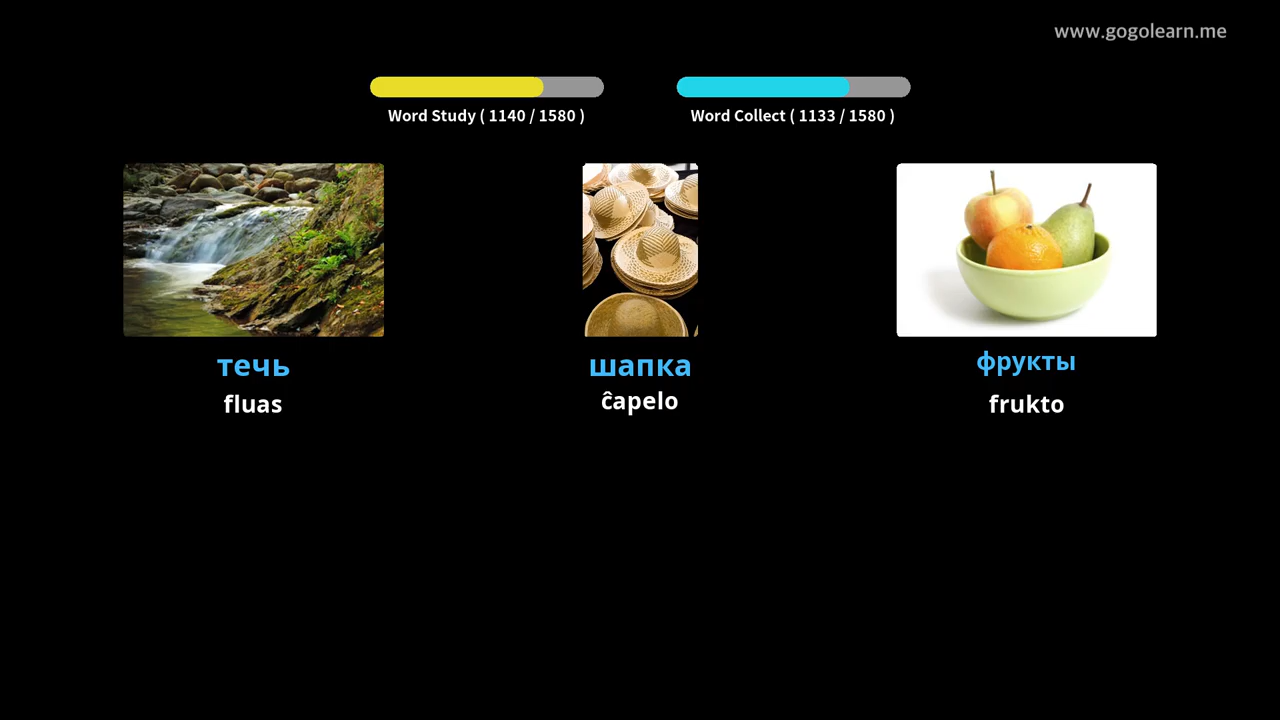 www.gogolearn.me
Word Study ( 1140 / 1580 )
Word Collect ( 1133 / 1580 )
течь
fluas
шапка
ĉapelo
фрукты
frukto